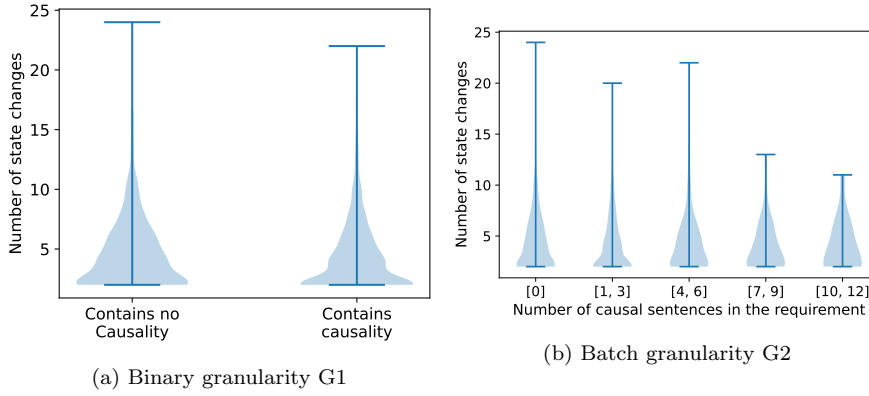 25
20
15
10
5
Number of state changes
Contains no
Causality
Contains
causality
(a) Binary granularity G1
25
20
15
10
5
Number of state changes
[0]
[1, 3]
[4, 6]
[7, 9]
[10, 12]
Number of causal sentences in the requirement
(b) Batch granularity G2